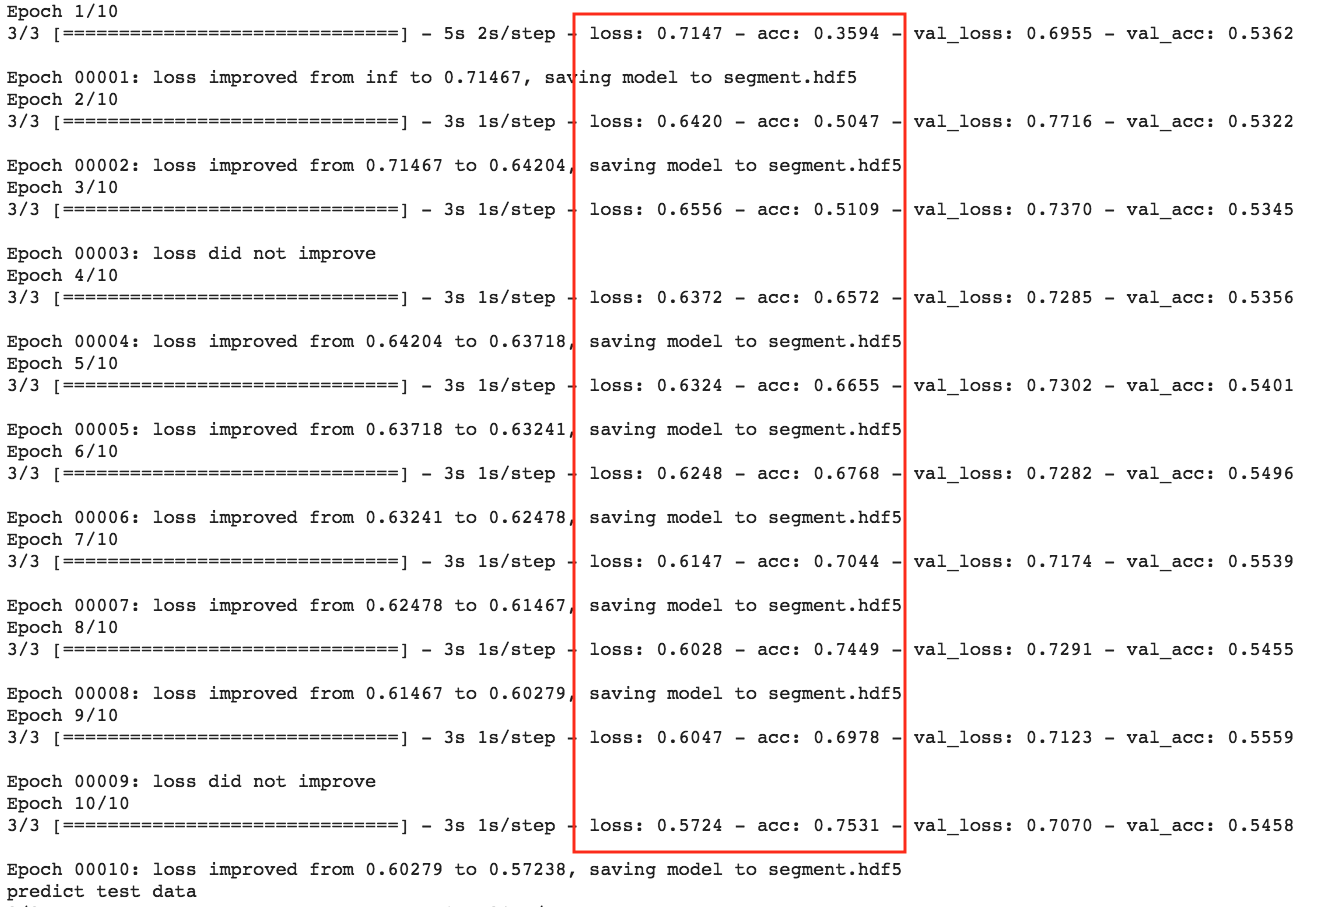 Epoch 1/10
3/3 [==============================] - 5s 2s/step - loss: 0.7147 - acc: 0.3594 - val_loss: 0.6955 - val_acc: 0.5362
Epoch 00001: loss improved from inf to 0.71467, saving model to segment.hdf5
Epoch 2/10
3/3 [==============================] - 3s 1s/step - loss: 0.6420 - acc: 0.5047 - val_loss: 0.7716 - val_acc: 0.5322
Epoch 00002: loss improved from 0.71467 to 0.64204, saving model to segment.hdf5
Epoch 3/10
3/3 [==============================] - 3s 1s/step - loss: 0.6556 - acc: 0.5109 - val_loss: 0.7370 - val_acc: 0.5345
Epoch 00003: loss did not improve
Epoch 4/10
3/3 [==============================] - 3s 1s/step - loss: 0.6372 - acc: 0.6572 - val_loss: 0.7285 - val_acc: 0.5356
Epoch 00004: loss improved from 0.64204 to 0.63718, saving model to segment.hdf5
Epoch 5/10
3/3 [==============================] - 3s 1s/step - loss: 0.6324 - acc: 0.6655 - val_loss: 0.7302 - val_acc: 0.5401
Epoch 00005: loss improved from 0.63718 to 0.63241, saving model to segment.hdf5
Epoch 6/10
3/3 [==============================] - 3s 1s/step - loss: 0.6248 - acc: 0.6768 - val_loss: 0.7282 - val_acc: 0.5496
Epoch 00006: loss improved from 0.63241 to 0.62478, saving model to segment.hdf5
Epoch 7/10
3/3 [==============================] - 3s 1s/step - loss: 0.6147 - acc: 0.7044 - val_loss: 0.7174 - val_acc: 0.5539
Epoch 00007: loss improved from 0.62478 to 0.61467, saving model to segment.hdf5
Epoch 8/10
3/3 [==============================] - 3s 1s/step - loss: 0.6028 - acc: 0.7449 - val_loss: 0.7291 - val_acc: 0.5455
Epoch 00008: loss improved from 0.61467 to 0.60279, saving model to segment.hdf5
Epoch 9/10
3/3 [==============================] - 3s 1s/step - loss: 0.6047 - acc: 0.6978 - val_loss: 0.7123 - val_acc: 0.5559
Epoch 00009: loss did not improve
Epoch 10/10
3/3 [==============================] - 3s 1s/step - loss: 0.5724 - acc: 0.7531 - val_loss: 0.7070 - val_acc: 0.5458
Epoch 00010: loss improved from 0.60279 to 0.57238, saving model to segment.hdf5
predict test data